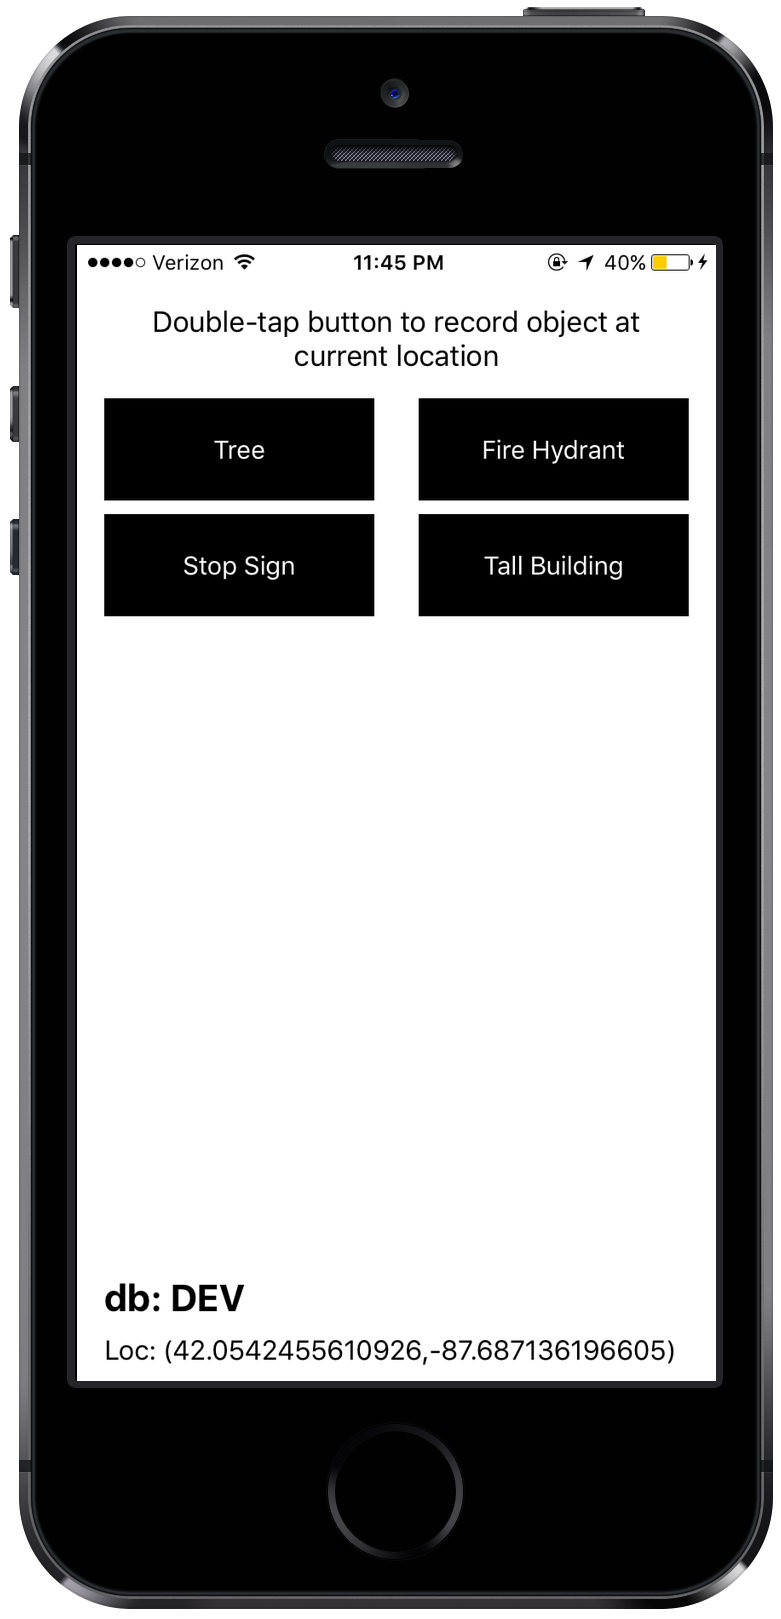 Verizon 11:45 PM 40%
Double-tap button to record object at
current location
Tree Fire Hydrant
Stop Sign Tall Building
db: DEV
Loc: (42.0542455610926,-87.687136196605)